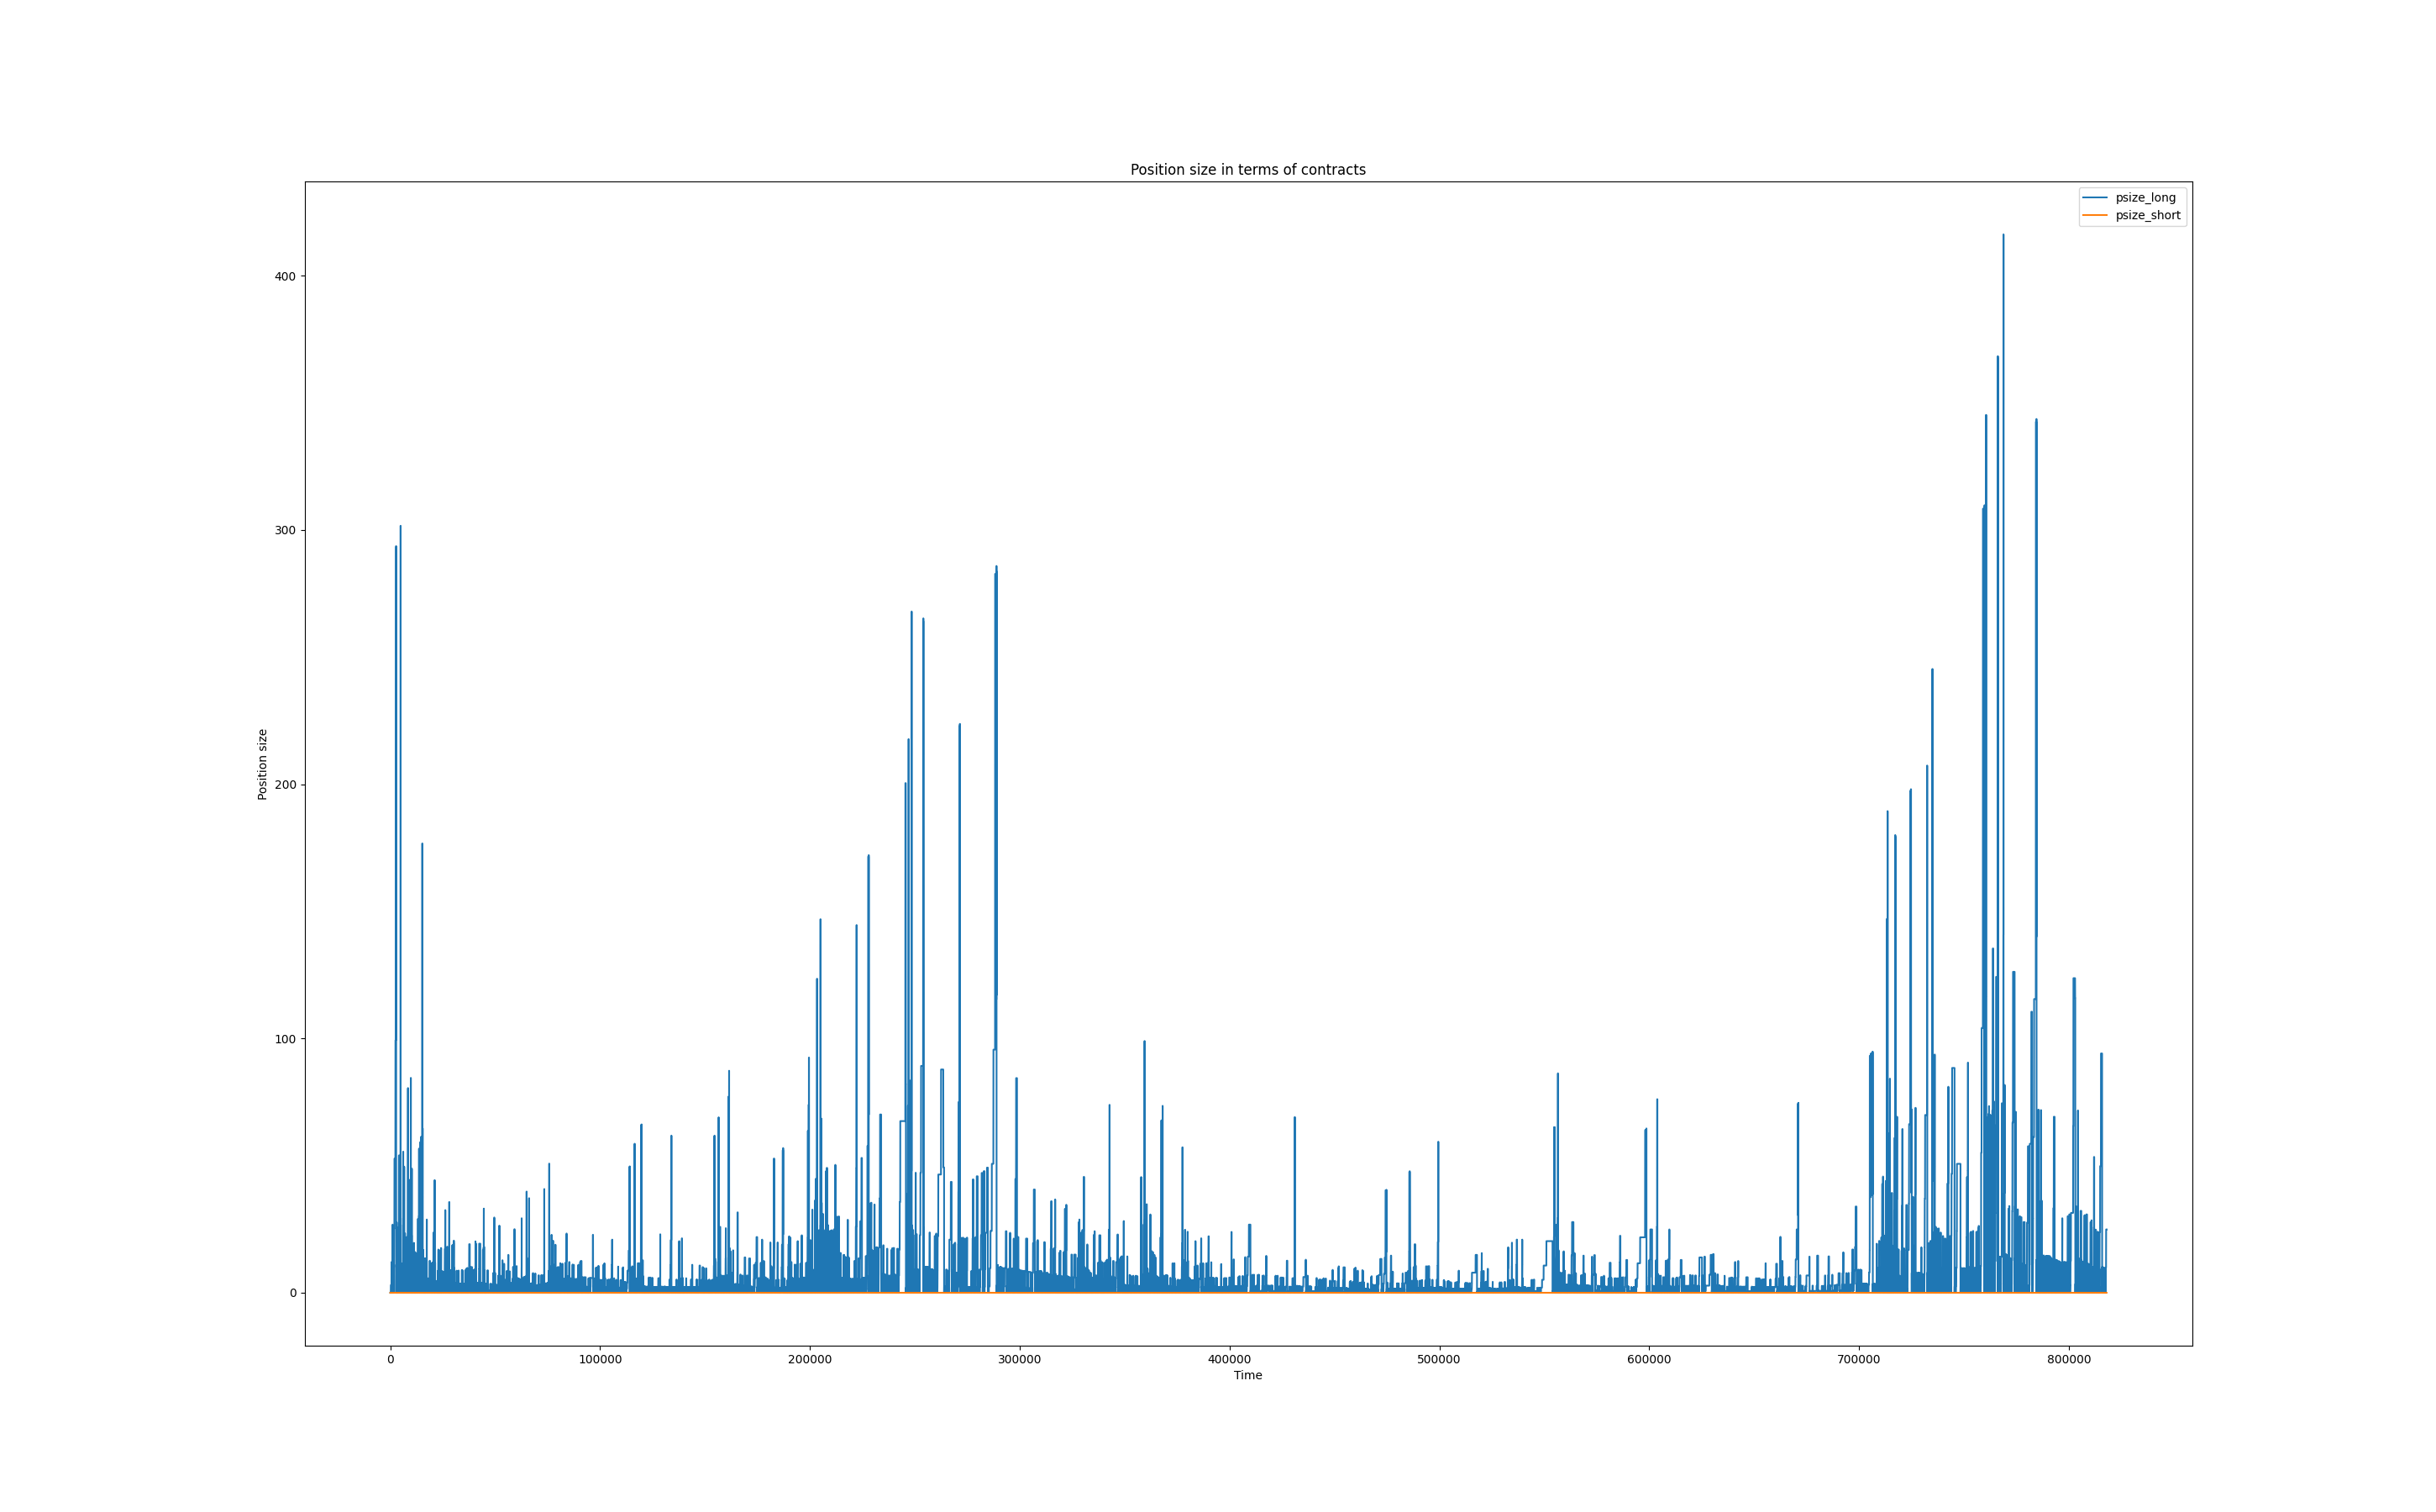 Position size in terms of contracts
psize_long
psize_short
400
300
200
100
0
Position size
0 100000 200000 300000 400000 500000 600000 700000 800000
Time